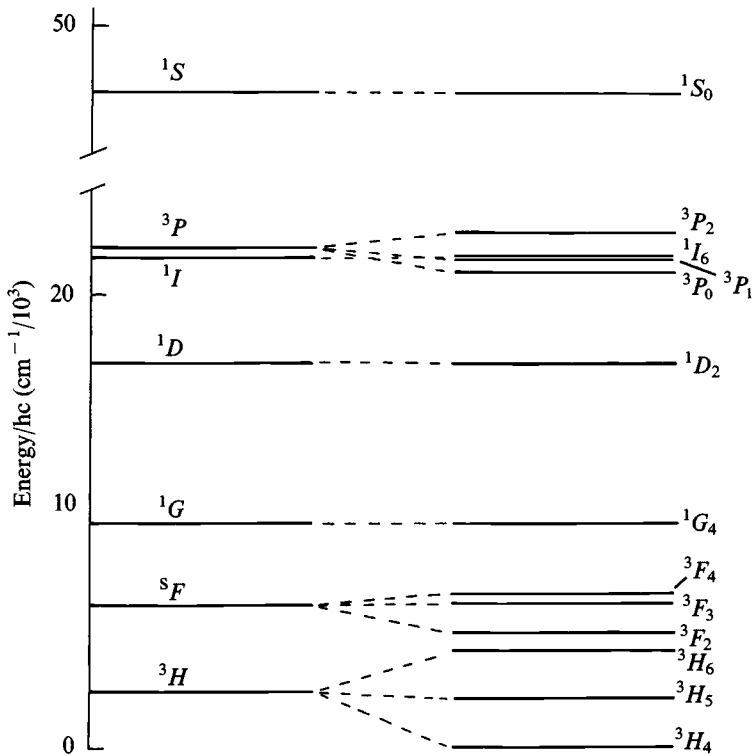 50
¹S
¹S₀
³P
³P₂
¹I₆
¹I
20
³P₀
³P₁
¹D
¹D₂
Energy/hc (cm⁻¹/10³)
10
¹G
¹G₄
³F₄
ˢF
³F₃
³F₂
³H₆
³H
³H₅
0
³H₄